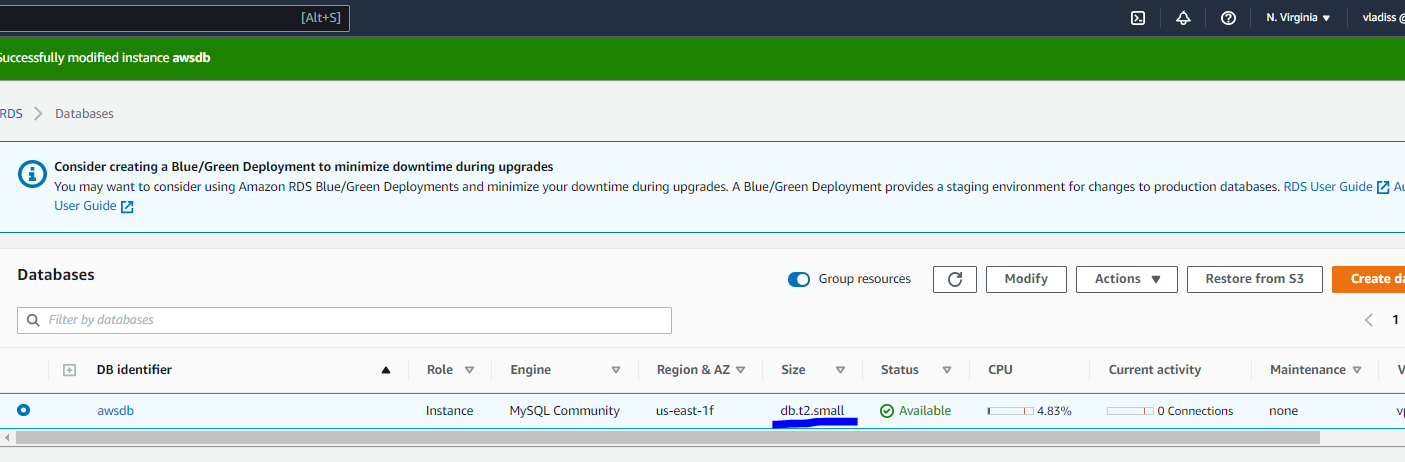 [Alt+S] N. Virginia vladiss @
Successfully modified instance awsdb
RDS Databases
Consider creating a Blue/Green Deployment to minimize downtime during upgrades
You may want to consider using Amazon RDS Blue/Green Deployments and minimize your downtime during upgrades. A Blue/Green Deployment provides a staging environment for changes to production databases. RDS User Guide Au
User Guide
Databases Group resources Modify Actions Restore from S3 Create da
Filter by databases 1
DB identifier Role Engine Region & AZ Size Status CPU Current activity Maintenance V
awsdb Instance MySQL Community us-east-1f db.t2.small Available 4.83% 0 Connections none vp